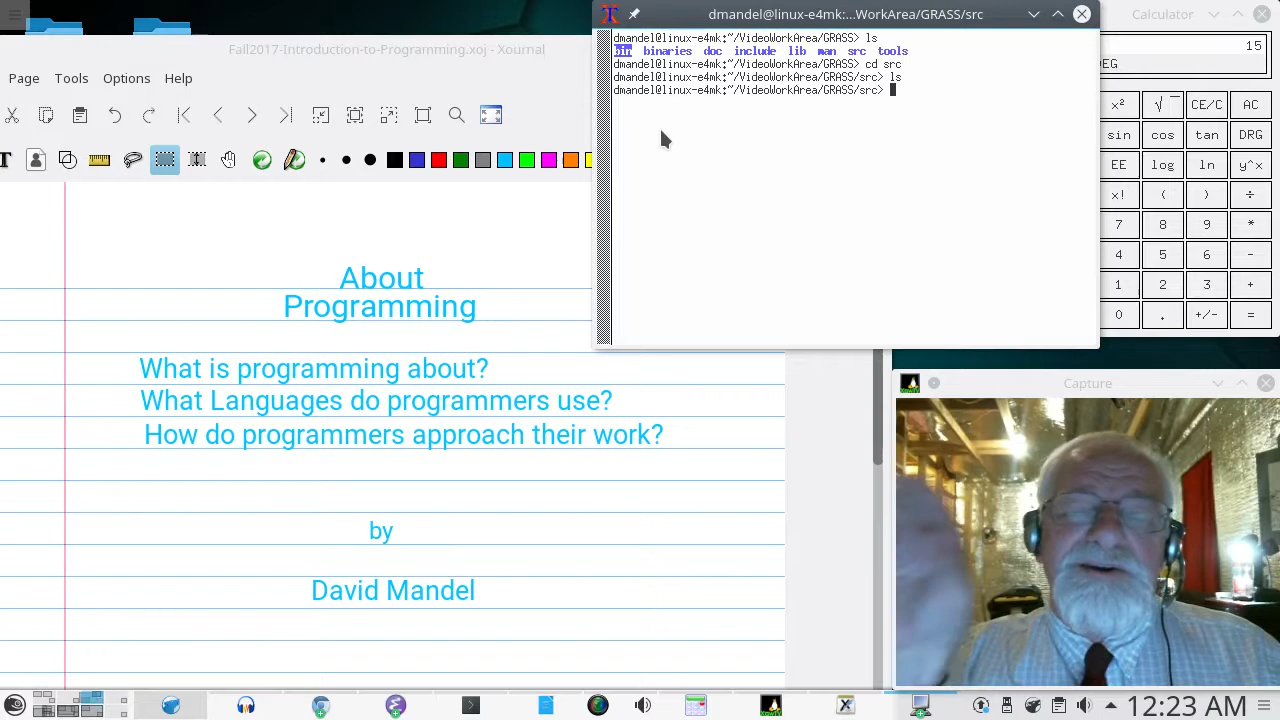 Fall2017-Introduction-to-Programming.xoj - Xournal
Page Tools Options Help
T
About
Programming
What is programming about?
What Languages do programmers use?
How do programmers approach their work?
by
David Mandel
dmandel@linux-e4mk:...WorkArea/GRASS/src
dmandel@linux-e4mk:~/VideoWorkArea/GRASS> ls
bin binaries doc include lib man src tools
dmandel@linux-e4mk:~/VideoWorkArea/GRASS> cd src
dmandel@linux-e4mk:~/VideoWorkArea/GRASS/src> ls
dmandel@linux-e4mk:~/VideoWorkArea/GRASS/src>
Calculator
15
DEG
x² √ CE/C AC
sin cos tan DRG
EE log ln y^x
x! ( ) ÷
7 8 9 *
4 5 6 -
1 2 3 +
0 . +/- =
Capture
12:23 AM